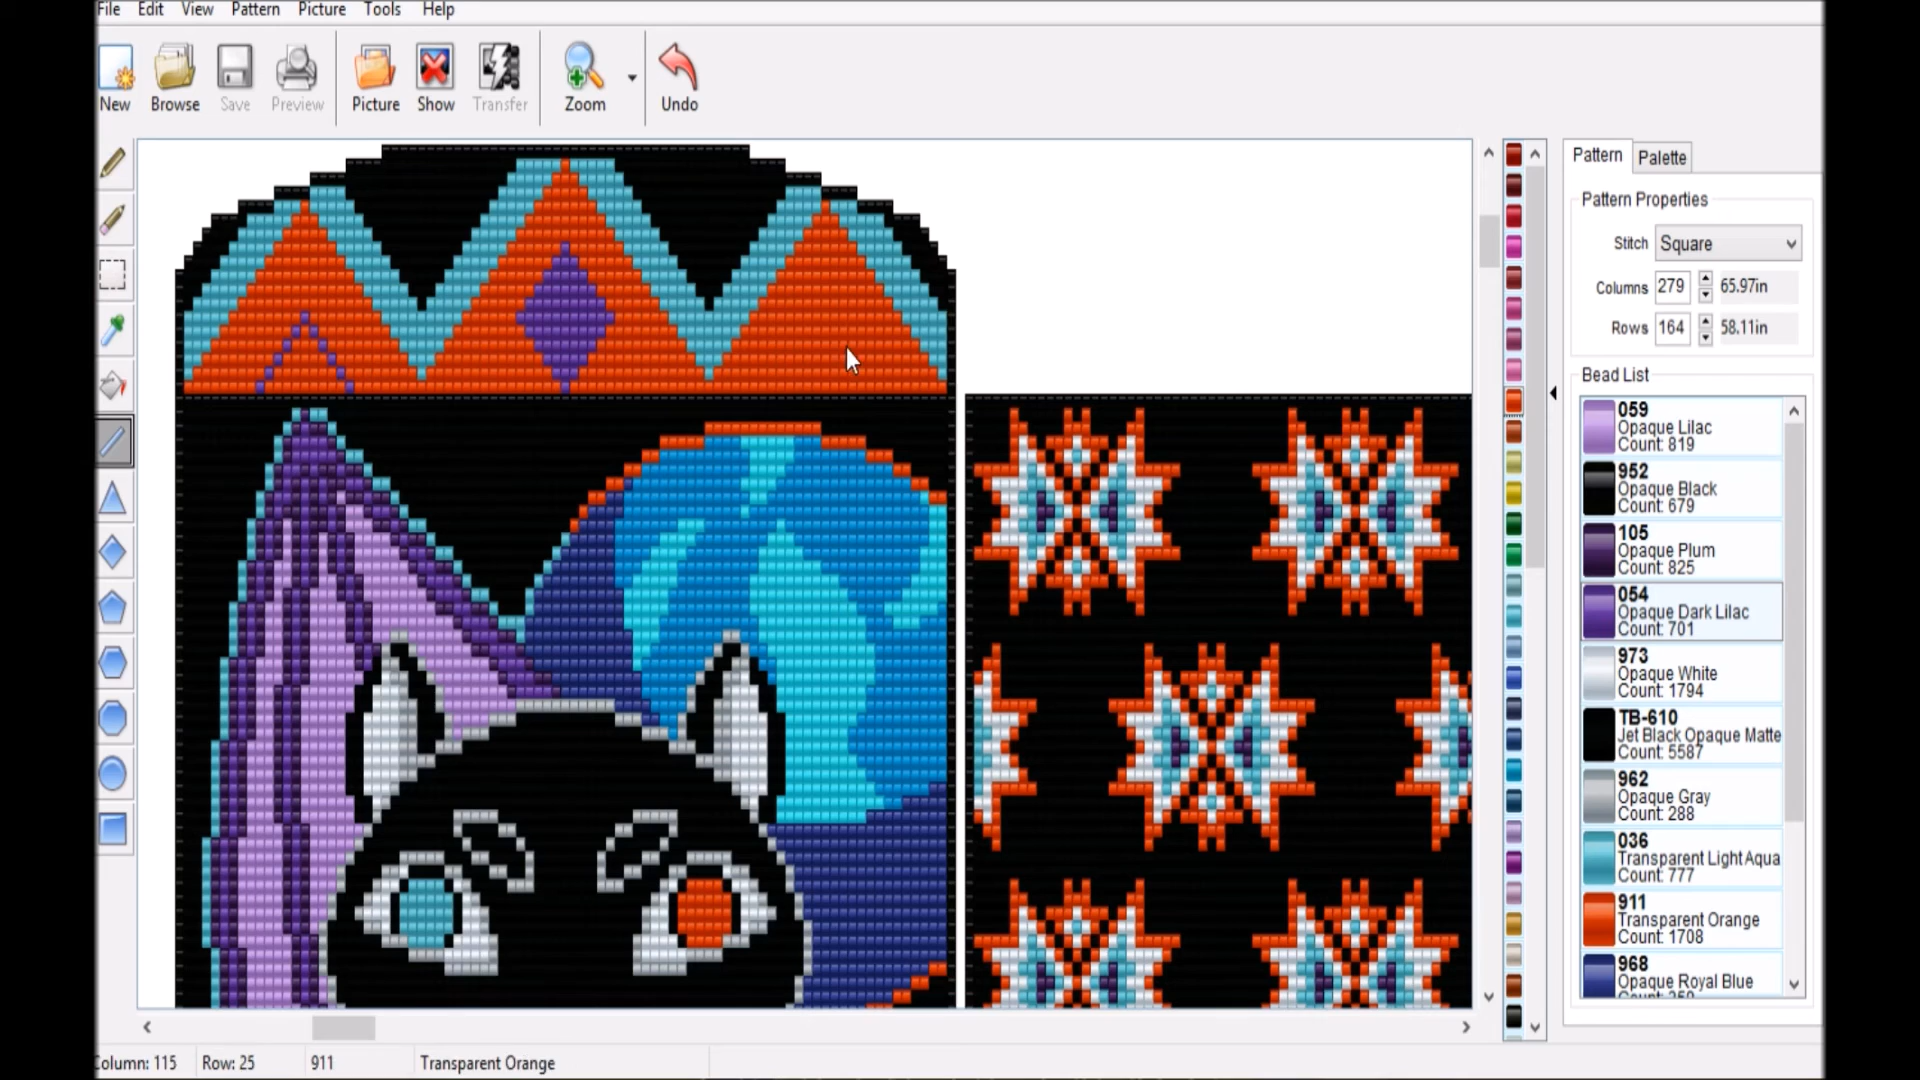 File Edit View Pattern Picture Tools Help
New Browse Save Preview Picture Show Transfer Zoom Undo
Pattern Palette
Pattern Properties
Stitch Square
Columns 279 65.97in
Rows 164 58.11in
Bead List
059
Opaque Lilac
Count: 819
952
Opaque Black
Count: 679
105
Opaque Plum
Count: 825
054
Opaque Dark Lilac
Count: 701
973
Opaque White
Count: 1794
TB-610
Jet Black Opaque Matte
Count: 5587
962
Opaque Gray
Count: 288
036
Transparent Light Aqua
Count: 777
911
Transparent Orange
Count: 1708
968
Opaque Royal Blue
Column: 115 Row: 25 911 Transparent Orange